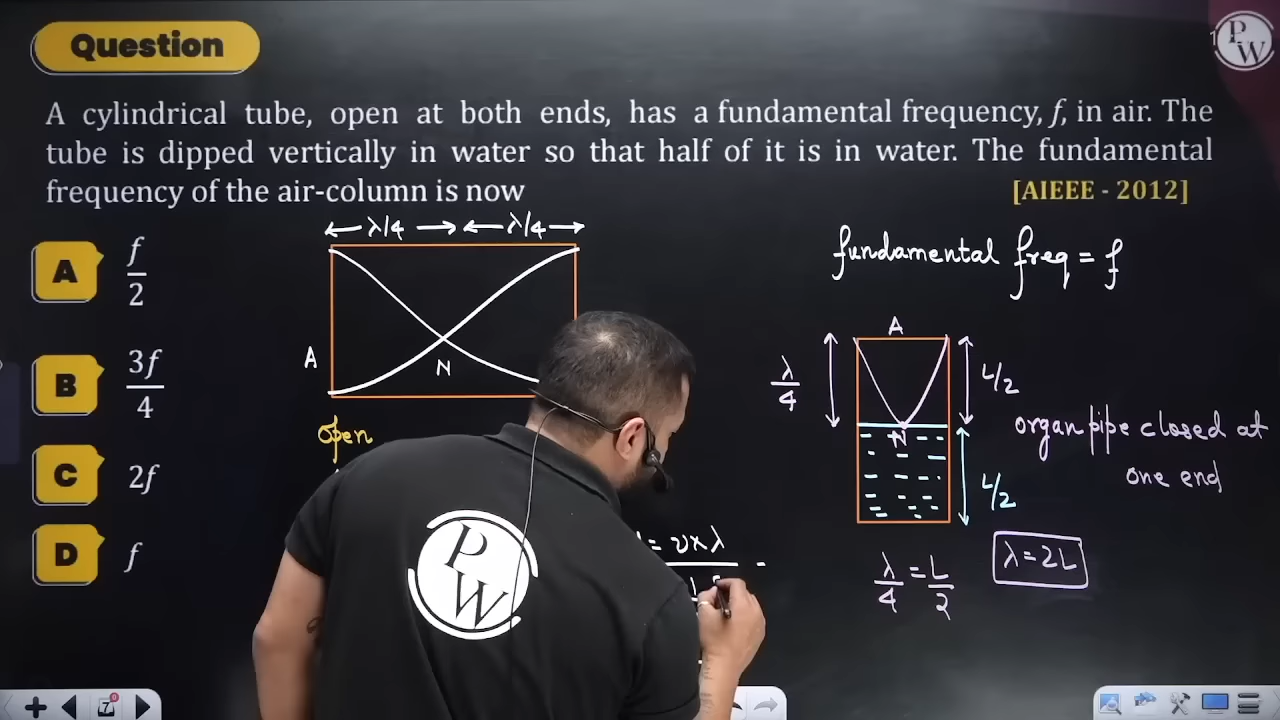 Question
A cylindrical tube, open at both ends, has a fundamental frequency, f, in air. The
tube is dipped vertically in water so that half of it is in water. The fundamental
frequency of the air-column is now
[AIEEE - 2012]
A f/2
B 3f/4
C 2f
D f
λ/4 λ/4
A
N
open
= υ×λ
fundamental freq = f
A
λ/4
L/2
N
L/2
organ pipe closed at
one end
λ/4 = L/2
λ = 2L
PW
PW
7